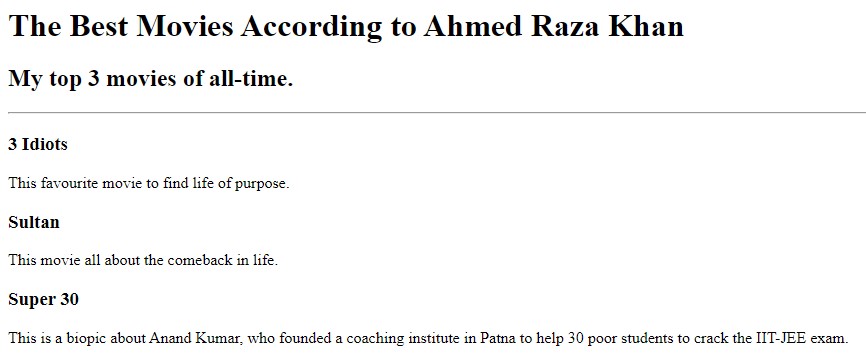 The Best Movies According to Ahmed Raza Khan
My top 3 movies of all-time.
3 Idiots
This favourite movie to find life of purpose.
Sultan
This movie all about the comeback in life.
Super 30
This is a biopic about Anand Kumar, who founded a coaching institute in Patna to help 30 poor students to crack the IIT-JEE exam.